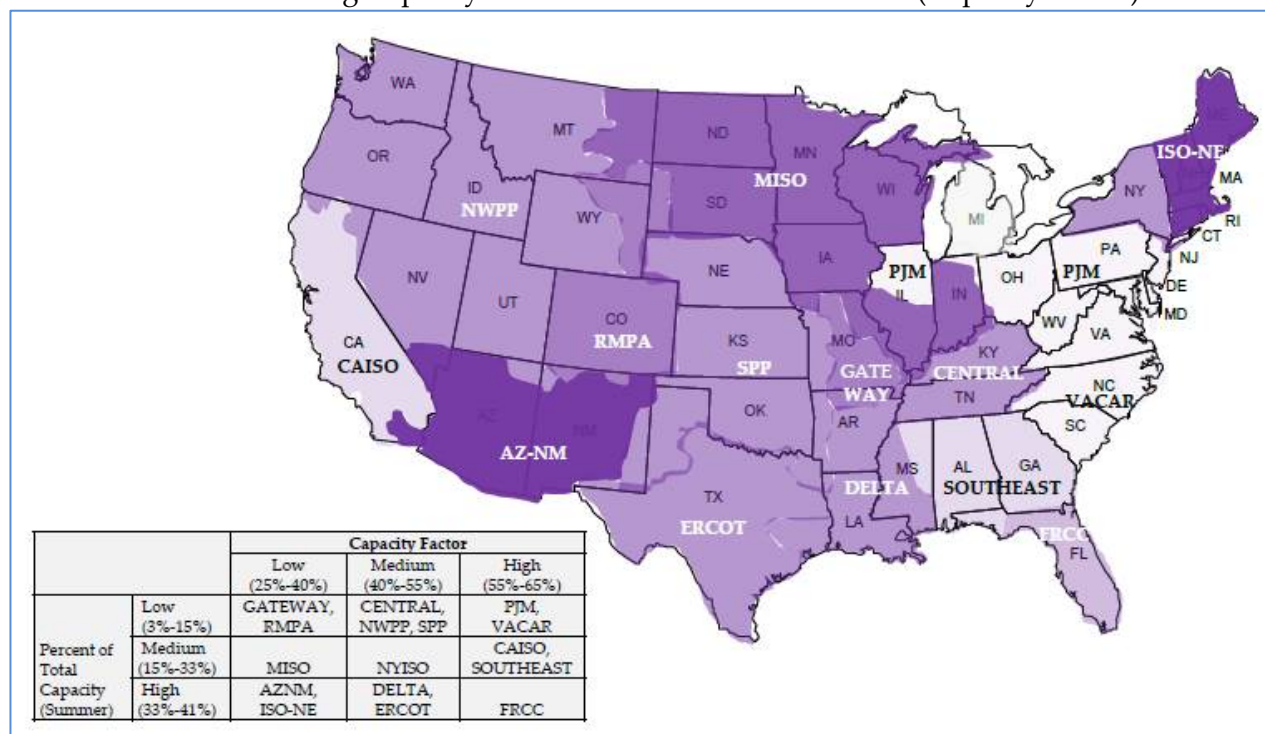 WA
MT
ND
MN
ME
OR
ISO-NE
ID
MISO
WI
NY
MA
NWPP
WY
SD
MI
RI
CT
PA
IA
PJM
OH
PJM
NJ
NE
IL
IN
DE
NV
UT
MD
CO
WV
VA
CA
RMPA
KS
MO
KY
CAISO
SPP
GATE
WAY
CENTRAL
NC
VACAR
TN
AZ
NM
OK
AR
SC
AZ-NM
MS
AL
GA
DELTA
SOUTHEAST
TX
LA
ERCOT
FRCC
FL
Capacity Factor
Low Medium High
(25%-40%) (40%-55%) (55%-65%)
Low GATEWAY, CENTRAL, PJM,
(3%-15%) RMPA NWPP, SPP VACAR
Percent of Medium CAISO,
Total (15%-33%) MISO NYISO SOUTHEAST
Capacity High AZNM, DELTA,
(Summer) (33%-41%) ISO-NE ERCOT FRCC